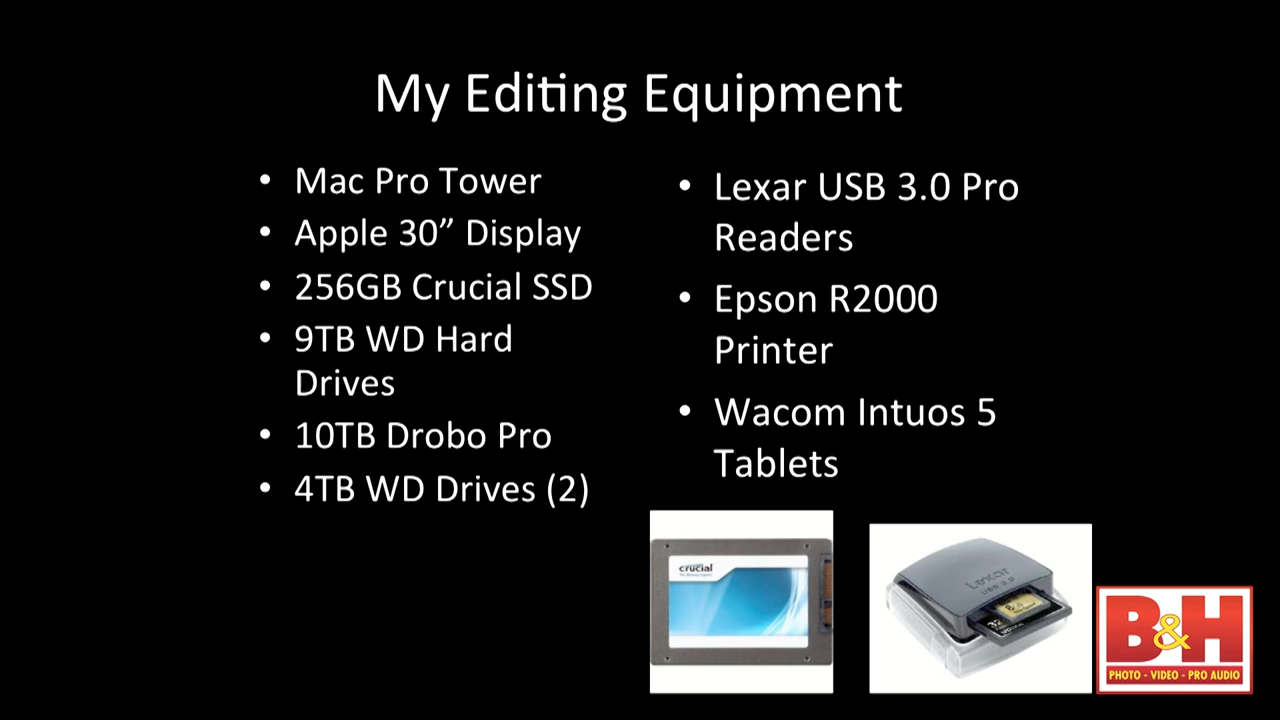 My Editing Equipment
• Mac Pro Tower
• Apple 30” Display
• 256GB Crucial SSD
• 9TB WD Hard
Drives
• 10TB Drobo Pro
• 4TB WD Drives (2)
• Lexar USB 3.0 Pro
Readers
• Epson R2000
Printer
• Wacom Intuos 5
Tablets
crucial
Lexar
USB 3.0
32
B&H
PHOTO - VIDEO - PRO AUDIO